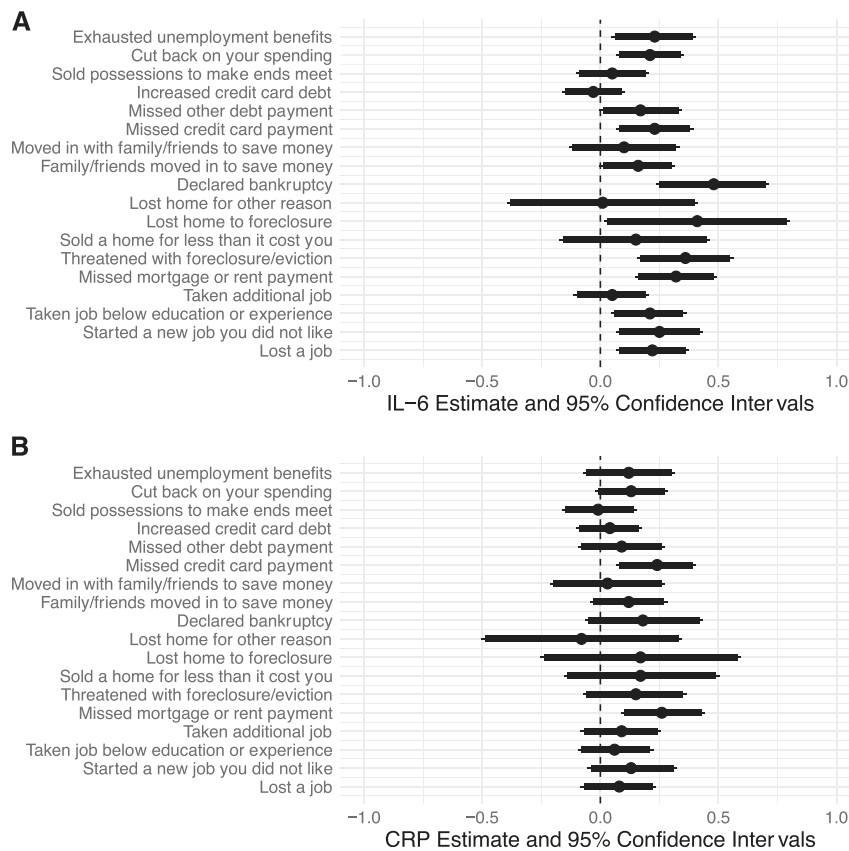 A
Exhausted unemployment benefits
Cut back on your spending
Sold possessions to make ends meet
Increased credit card debt
Missed other debt payment
Missed credit card payment
Moved in with family/friends to save money
Family/friends moved in to save money
Declared bankruptcy
Lost home for other reason
Lost home to foreclosure
Sold a home for less than it cost you
Threatened with foreclosure/eviction
Missed mortgage or rent payment
Taken additional job
Taken job below education or experience
Started a new job you did not like
Lost a job
−1.0 −0.5 0.0 0.5 1.0
IL−6 Estimate and 95% Confidence Inter vals
B
Exhausted unemployment benefits
Cut back on your spending
Sold possessions to make ends meet
Increased credit card debt
Missed other debt payment
Missed credit card payment
Moved in with family/friends to save money
Family/friends moved in to save money
Declared bankruptcy
Lost home for other reason
Lost home to foreclosure
Sold a home for less than it cost you
Threatened with foreclosure/eviction
Missed mortgage or rent payment
Taken additional job
Taken job below education or experience
Started a new job you did not like
Lost a job
−1.0 −0.5 0.0 0.5 1.0
CRP Estimate and 95% Confidence Inter vals